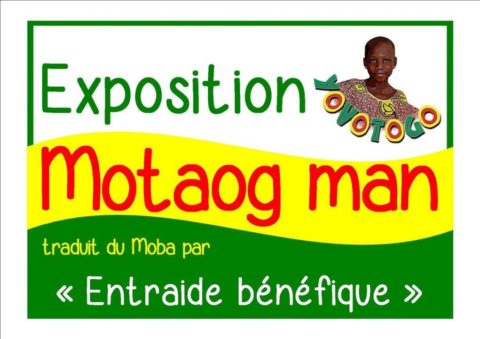 Exposition
YOVOTOGO
Motaog man
traduit du Moba par
« Entraide bénéfique »